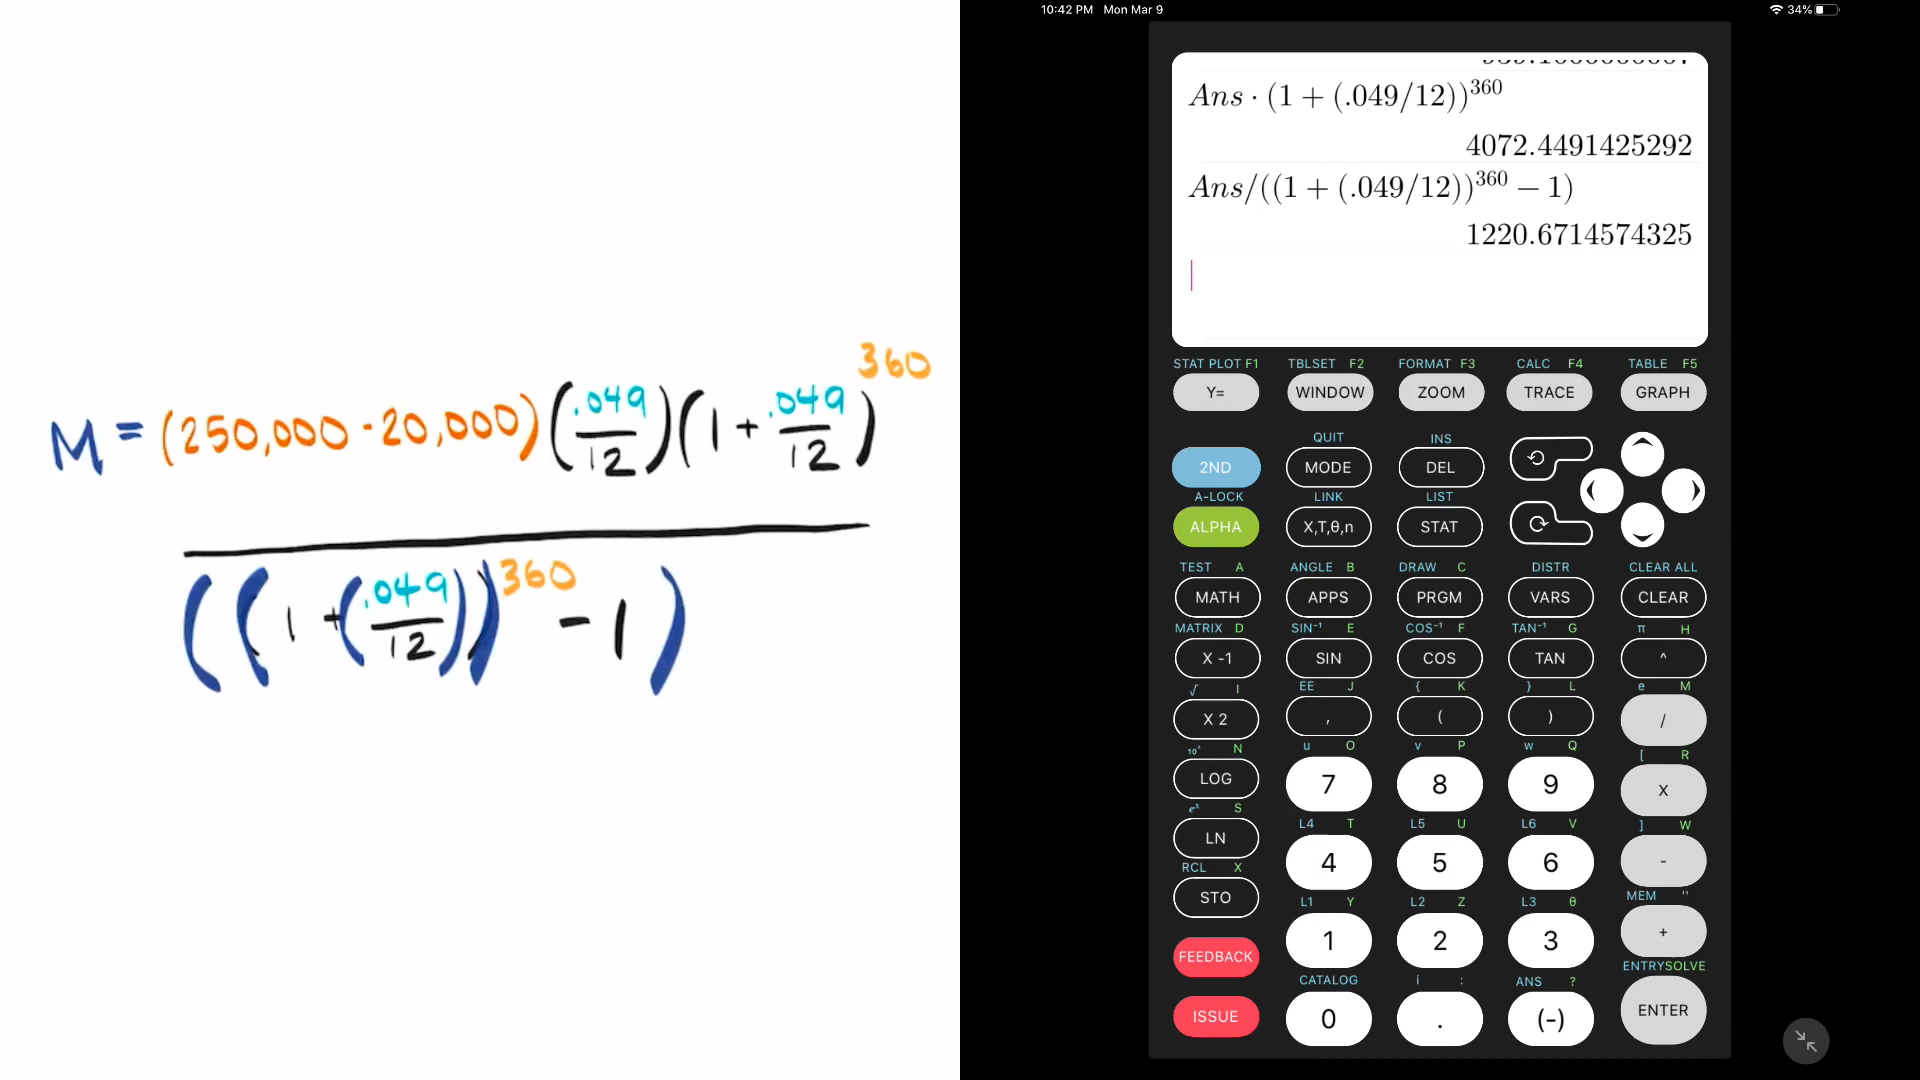 10:42 PM Mon Mar 9
34%
Ans · (1 + (.049/12))^360
4072.4491425292
Ans/((1 + (.049/12))^360 − 1)
1220.6714574325
M = (250,000 - 20,000) (.049/12) (1 + .049/12)^360
((1 + (.049/12))^360 - 1)
STAT PLOT F1 TBLSET F2 FORMAT F3 CALC F4 TABLE F5
Y= WINDOW ZOOM TRACE GRAPH
QUIT INS
2ND MODE DEL
A-LOCK LINK LIST
ALPHA X,T,θ,n STAT
TEST A ANGLE B DRAW C DISTR CLEAR ALL
MATH APPS PRGM VARS CLEAR
MATRIX D SIN⁻¹ E COS⁻¹ F TAN⁻¹ G π H
X -1 SIN COS TAN ^
√ I EE J { K } L e M
X 2 , ( ) /
10ˣ N u O v P w Q [ R
LOG 7 8 9 X
eˣ S L4 T L5 U L6 V ] W
LN 4 5 6 -
RCL X L1 Y L2 Z L3 θ MEM "
STO 1 2 3 +
FEEDBACK CATALOG i : ANS ? ENTRY SOLVE
ISSUE 0 . (-) ENTER